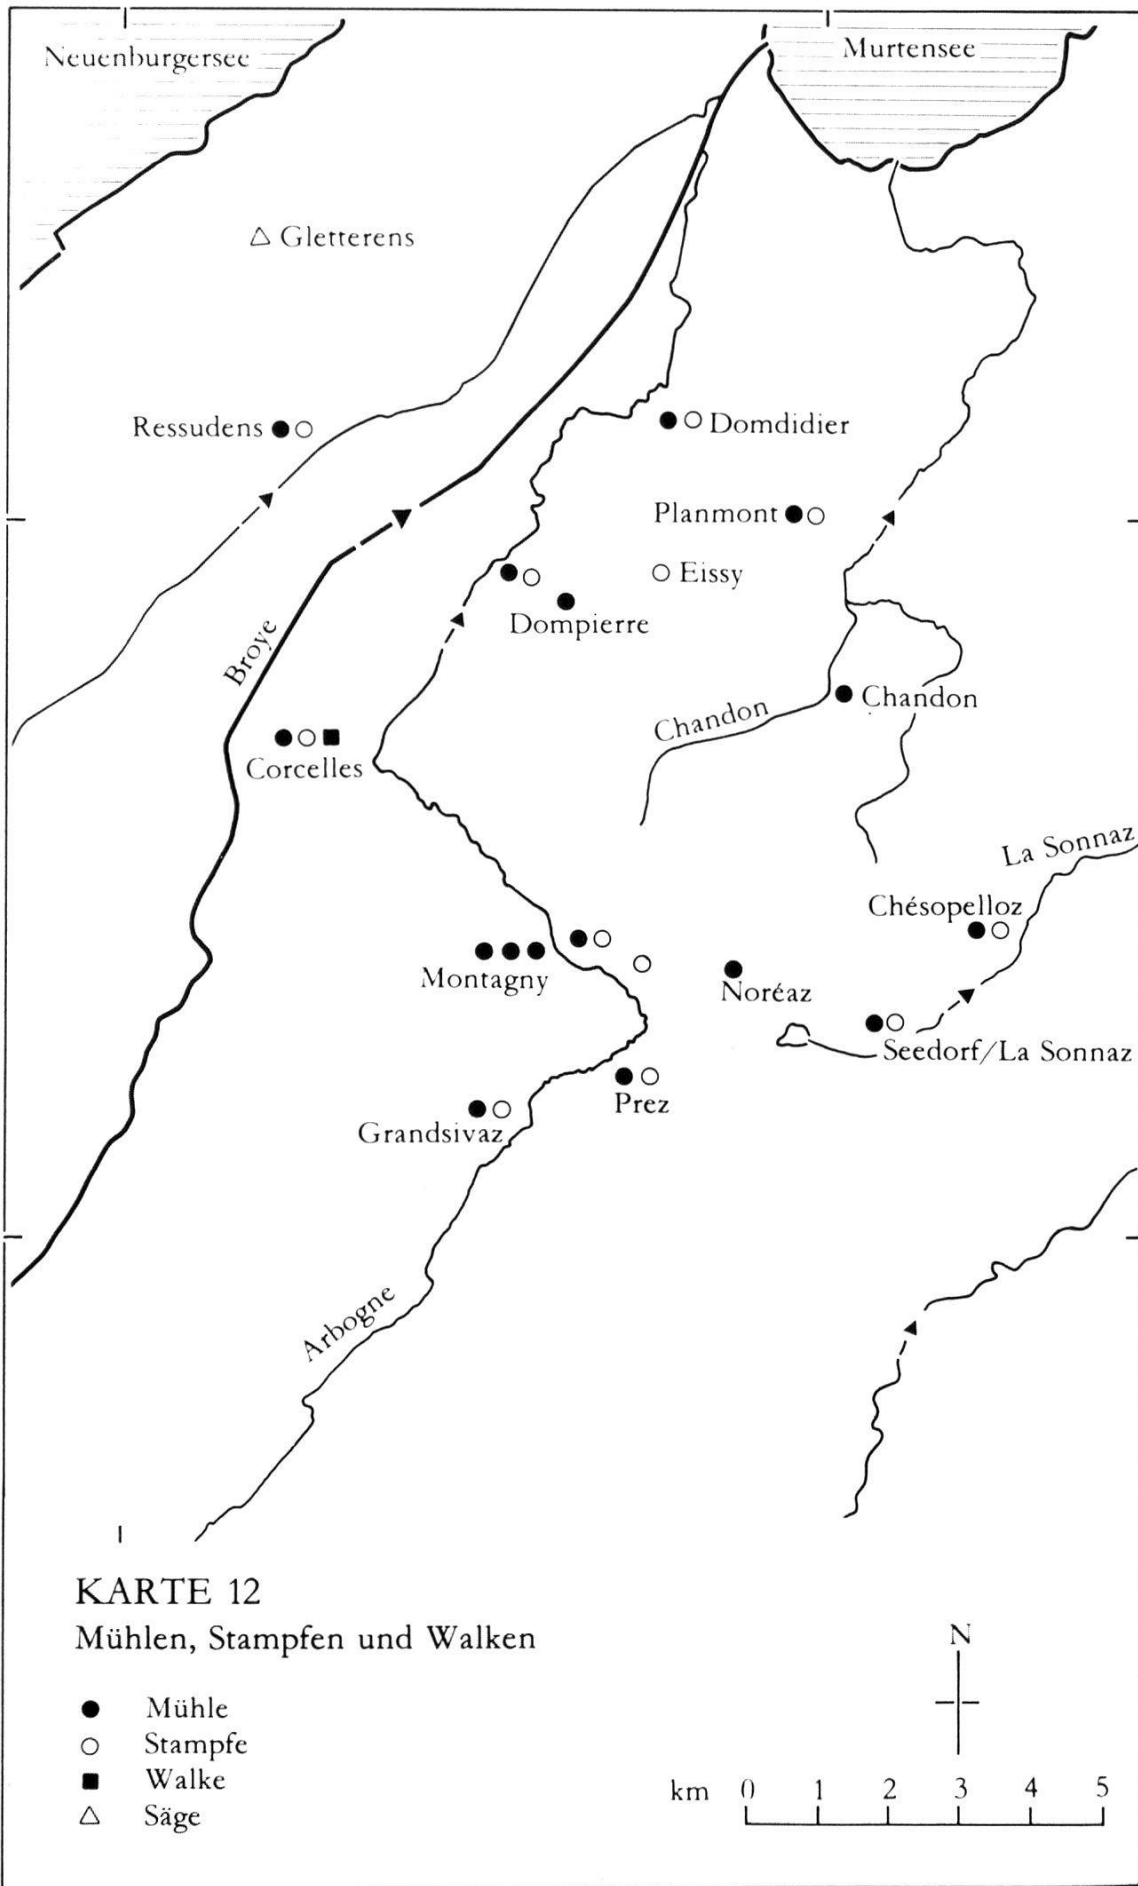 Neuenburgersee
Murtensee
Gletterens
Ressudens
Domdidier
Planmont
Eissy
Dompierre
Broye
Chandon
Chandon
Corcelles
La Sonnaz
Chésopelloz
Montagny
Noréaz
Seedorf/La Sonnaz
Prez
Grandsivaz
Arbogne
KARTE 12
Mühlen, Stampfen und Walken
Mühle
Stampfe
Walke
Säge
N
km 0 1 2 3 4 5